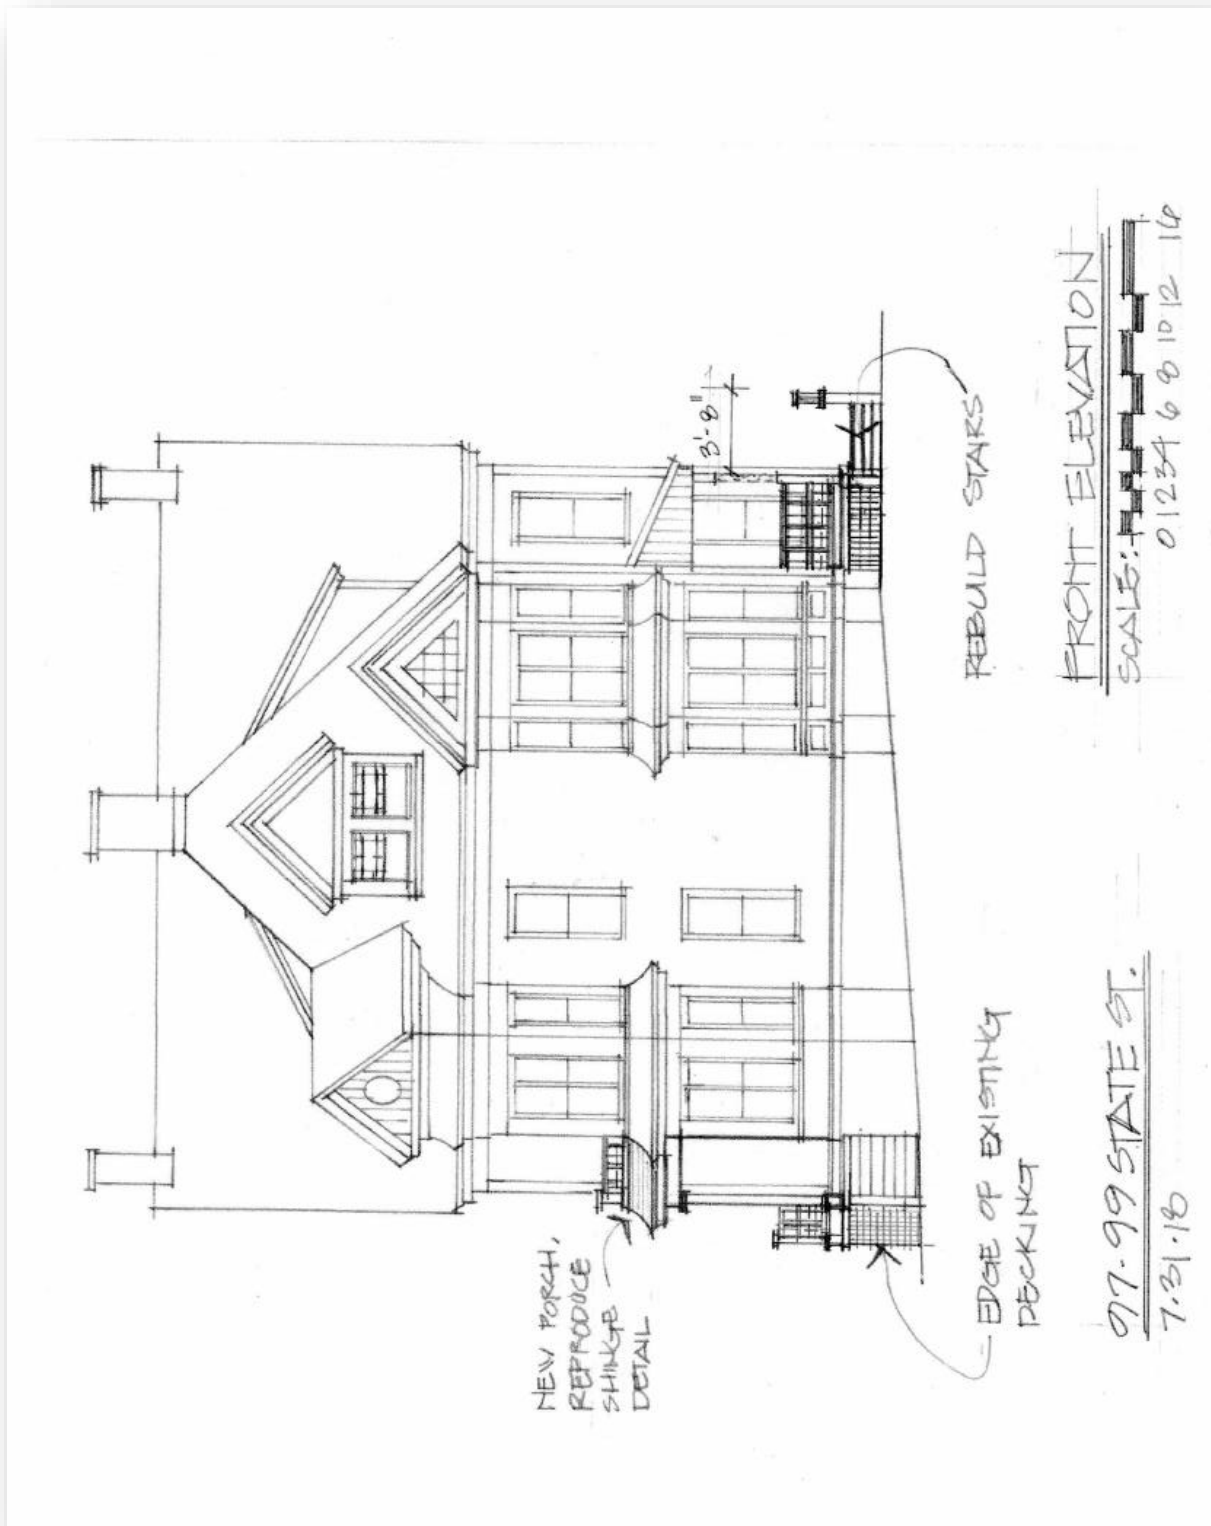 NEW PORCH,
REPRODUCE
SHINGE
DETAIL
3'-8"
EDGE OF EXISTING
DECKING
REBUILD STAIRS
97-99 STATE ST.
7.31.18
FRONT ELEVATION
SCALE:
0 1 2 3 4 6 8 10 12 16